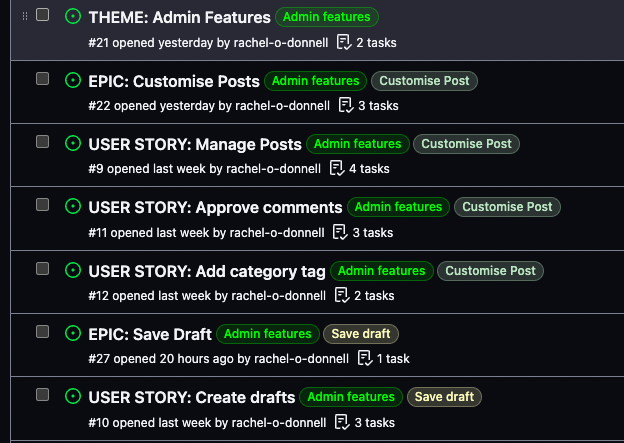 THEME: Admin Features Admin features
#21 opened yesterday by rachel-o-donnell 2 tasks
EPIC: Customise Posts Admin features Customise Post
#22 opened yesterday by rachel-o-donnell 3 tasks
USER STORY: Manage Posts Admin features Customise Post
#9 opened last week by rachel-o-donnell 4 tasks
USER STORY: Approve comments Admin features Customise Post
#11 opened last week by rachel-o-donnell 3 tasks
USER STORY: Add category tag Admin features Customise Post
#12 opened last week by rachel-o-donnell 2 tasks
EPIC: Save Draft Admin features Save draft
#27 opened 20 hours ago by rachel-o-donnell 1 task
USER STORY: Create drafts Admin features Save draft
#10 opened last week by rachel-o-donnell 3 tasks